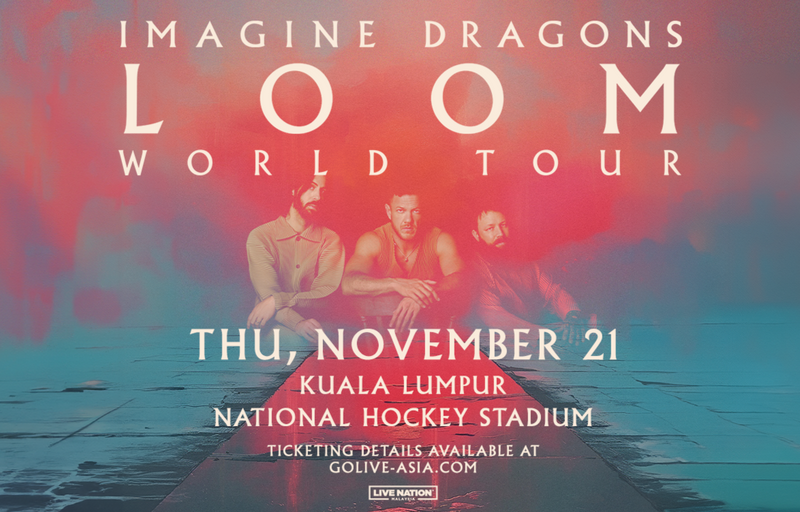 IMAGINE DRAGONS
LOOM
WORLD TOUR
THU, NOVEMBER 21
KUALA LUMPUR
NATIONAL HOCKEY STADIUM
TICKETING DETAILS AVAILABLE AT
GOLIVE-ASIA.COM
LIVE NATION
MALAYSIA